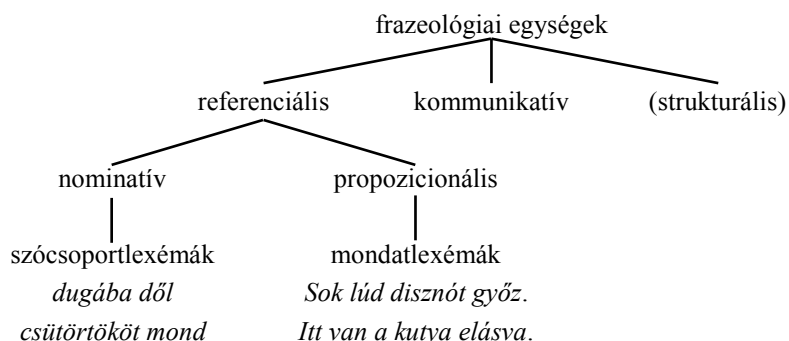 frazeológiai egységek
referenciális kommunikatív (strukturális)
nominatív propozicionális
szócsoportlexémák mondatlexémák
dugába dől Sok lúd disznót győz.
csütörtököt mond Itt van a kutya elásva.